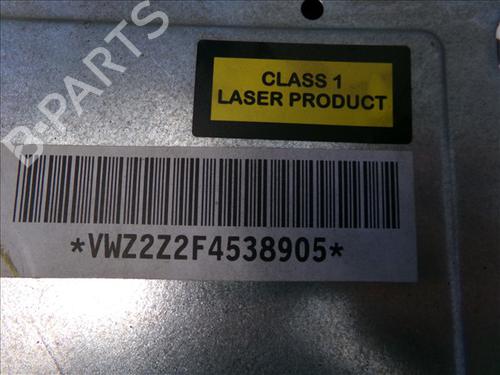 B-PARTS
CLASS 1
LASER PRODUCT
*VWZ2Z2F4538905*